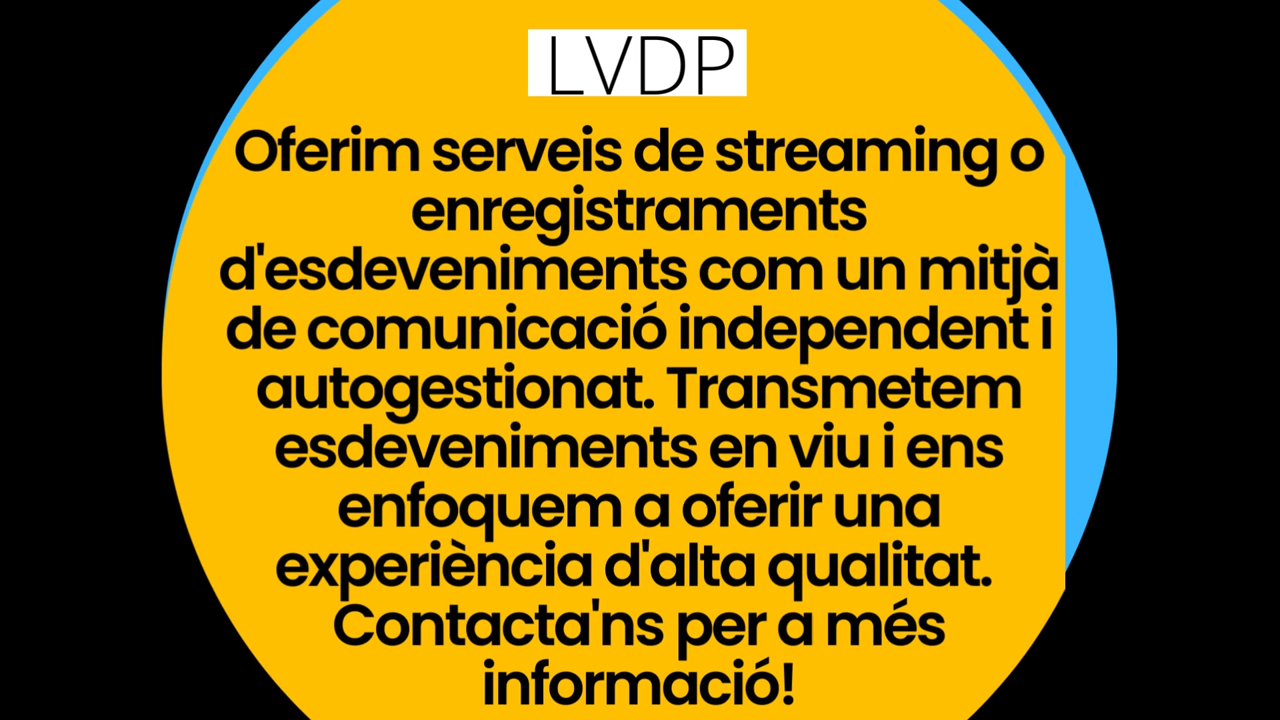 LVDP
Oferim serveis de streaming o
enregistraments
d'esdeveniments com un mitjà
de comunicació independent i
autogestionat. Transmetem
esdeveniments en viu i ens
enfoquem a oferir una
experiència d'alta qualitat.
Contacta'ns per a més
informació!